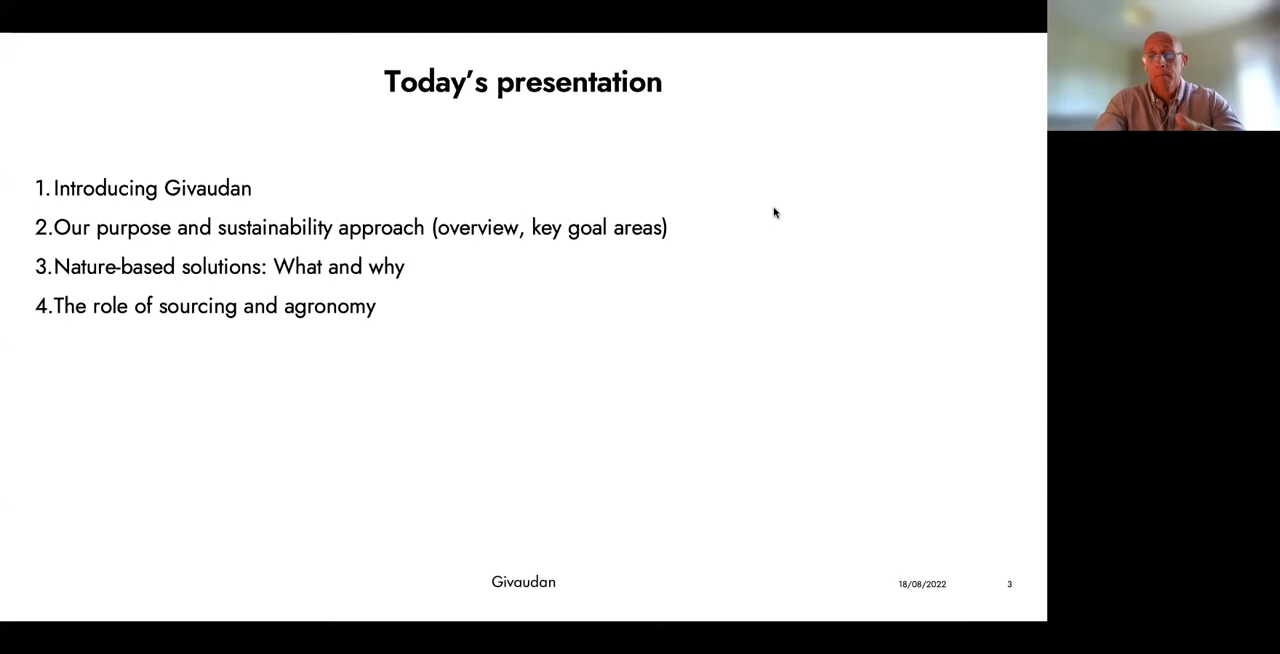 Today's presentation
1. Introducing Givaudan
2.Our purpose and sustainability approach (overview, key goal areas)
3.Nature-based solutions: What and why
4.The role of sourcing and agronomy
Givaudan
18/08/2022
3